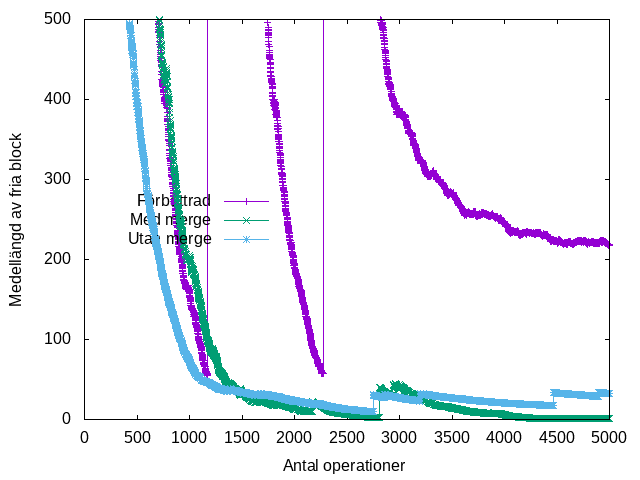 500
400
300
200
100
0
Medellängd av fria block
Förbättrad
Med merge
Utan merge
0 500 1000 1500 2000 2500 3000 3500 4000 4500 5000
Antal operationer